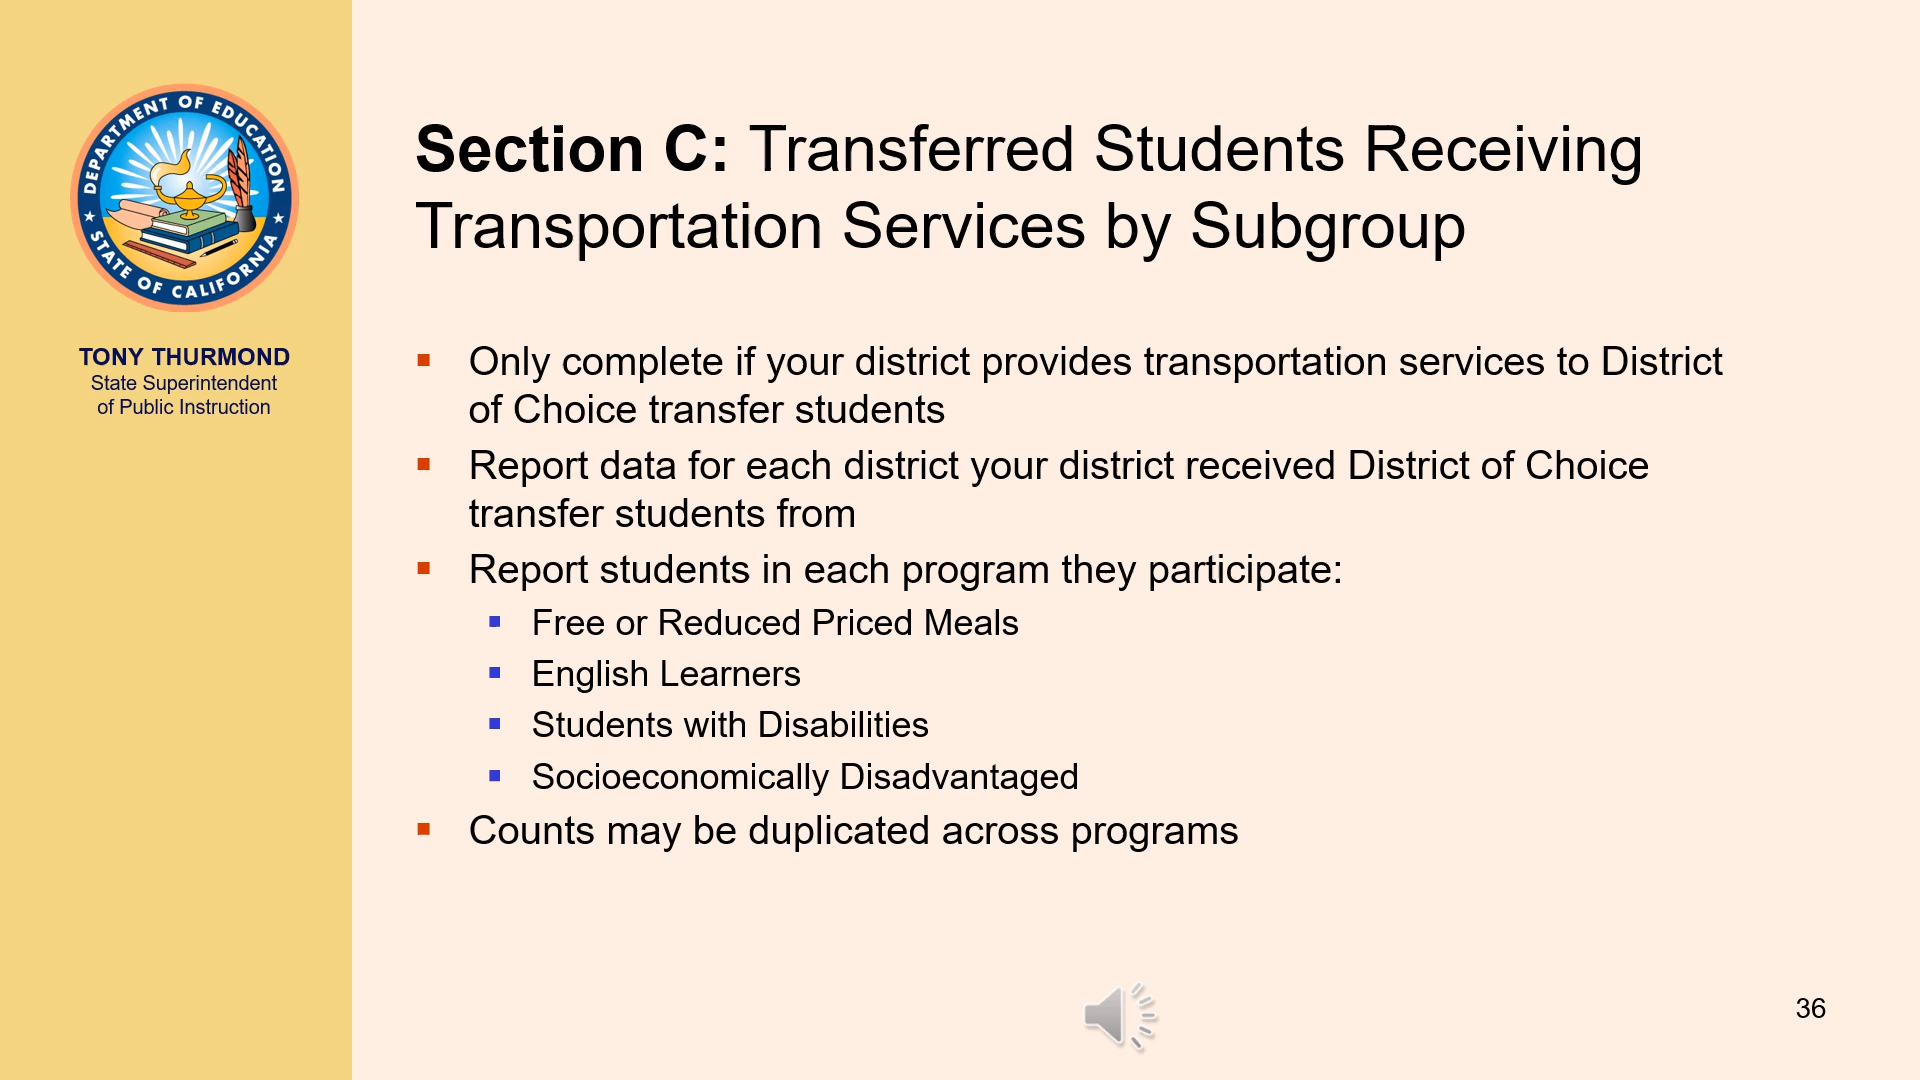 DEPARTMENT OF EDUCATION
STATE OF CALIFORNIA
TONY THURMOND
State Superintendent
of Public Instruction
Section C: Transferred Students Receiving
Transportation Services by Subgroup
Only complete if your district provides transportation services to District
of Choice transfer students
Report data for each district your district received District of Choice
transfer students from
Report students in each program they participate:
Free or Reduced Priced Meals
English Learners
Students with Disabilities
Socioeconomically Disadvantaged
Counts may be duplicated across programs
36